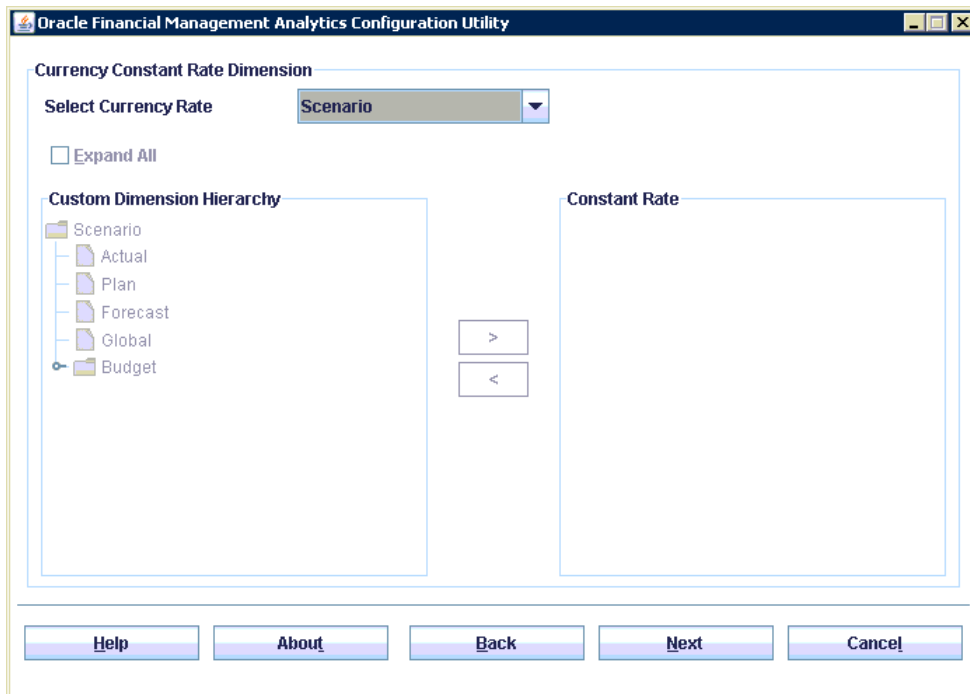 Oracle Financial Management Analytics Configuration Utility
Currency Constant Rate Dimension
Select Currency Rate Scenario
Expand All
Custom Dimension Hierarchy Constant Rate
Scenario
Actual
Plan
Forecast
Global
Budget
>
<
Help About Back Next Cancel